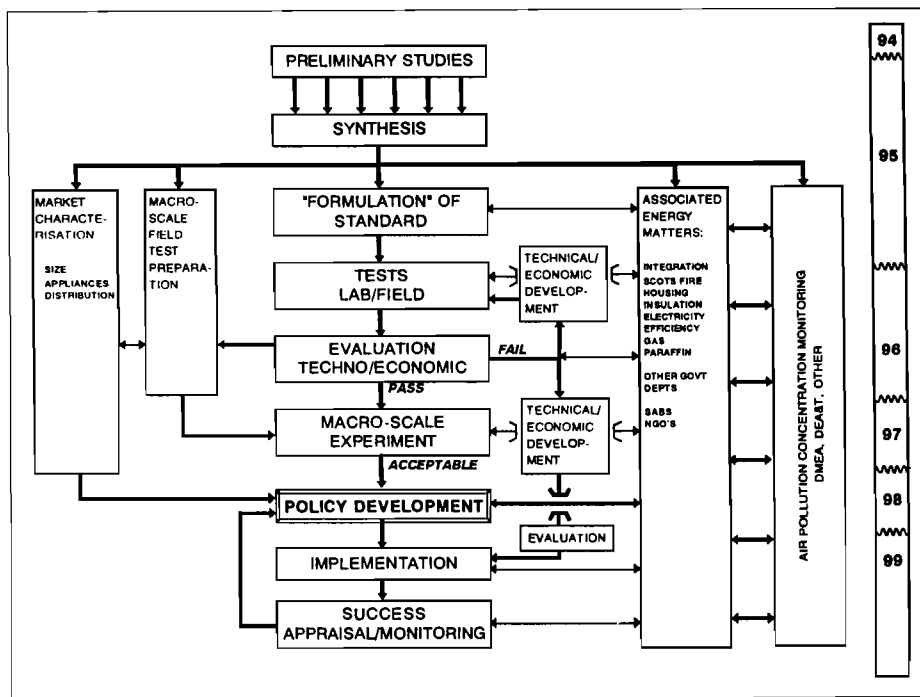 PRELIMINARY STUDIES
SYNTHESIS
MARKET
CHARACTE-
RISATION
SIZE
APPLIANCES
DISTRIBUTION
MACRO-
SCALE
FIELD
TEST
PREPARA-
TION
"FORMULATION" OF
STANDARD
TESTS
LAB/FIELD
EVALUATION
TECHNO/ECONOMIC
FAIL
PASS
MACRO-SCALE
EXPERIMENT
ACCEPTABLE
POLICY DEVELOPMENT
IMPLEMENTATION
SUCCESS
APPRAISAL/MONITORING
TECHNICAL/
ECONOMIC
DEVELOP-
MENT
TECHNICAL/
ECONOMIC
DEVELOP-
MENT
EVALUATION
ASSOCIATED
ENERGY
MATTERS:
INTEGRATION
SCOTS FIRE
HOUSING
INSULATION
ELECTRICITY
EFFICIENCY
GAS
PARAFFIN
OTHER GOVT
DEPTS
SABS
NGO'S
AIR POLLUTION CONCENTRATION MONITORING
DMEA, DEA&T, OTHER
94
95
96
97
98
99